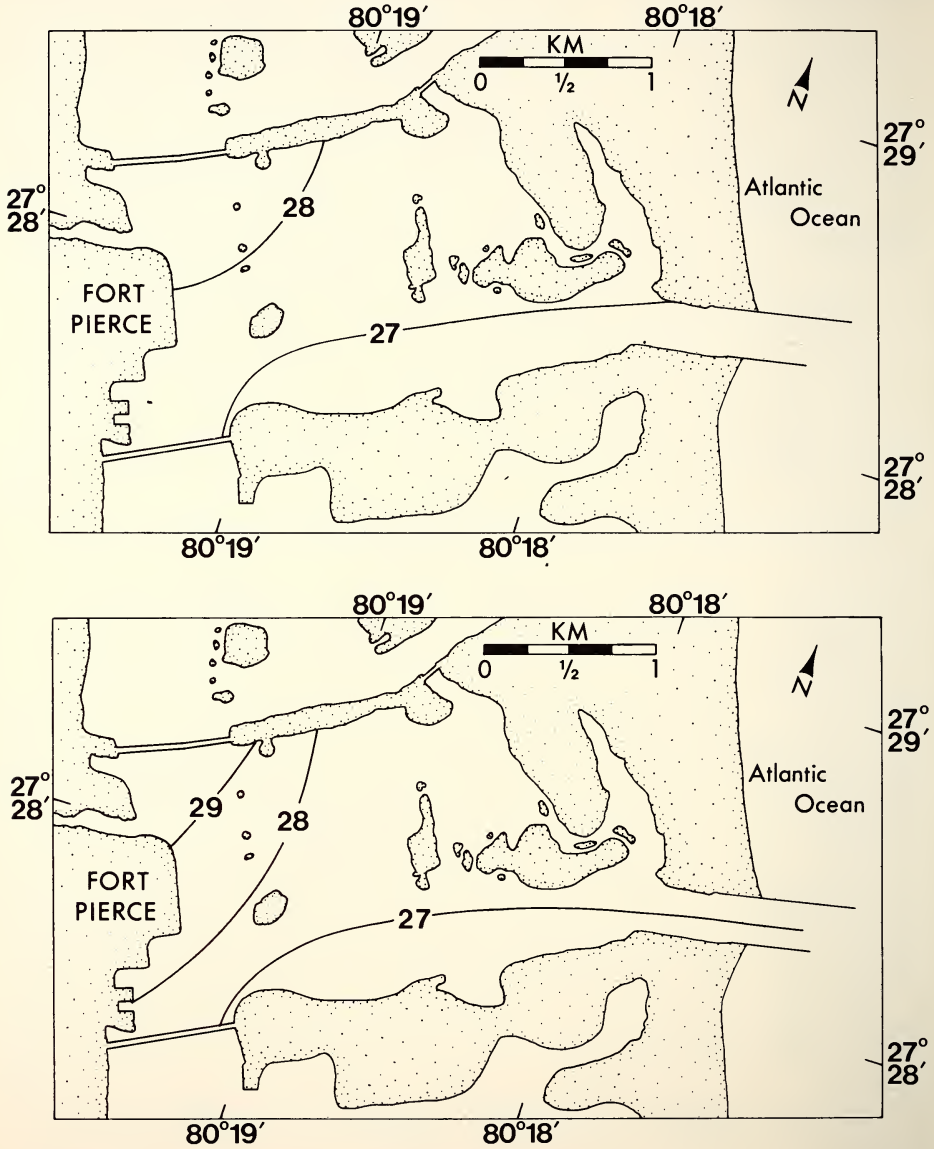 80°19′ 80°18′
KM
0 ½ 1
N
27°
29′
Atlantic
Ocean
27°
28′
28
FORT
PIERCE
27
27°
28′
80°19′ 80°18′
80°19′ 80°18′
KM
0 ½ 1
N
27°
29′
Atlantic
Ocean
27°
28′
29
28
FORT
PIERCE
27
27°
28′
80°19′ 80°18′